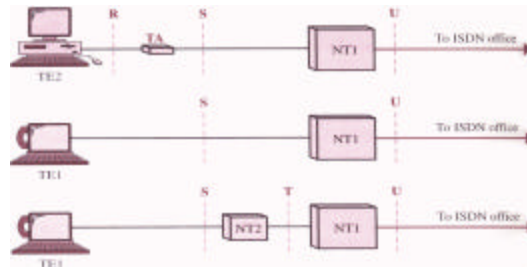 R S U
TA
To ISDN office
NT1
TE2
S U
To ISDN office
NT1
TE1
S T U
To ISDN office
NT2 NT1
TE1